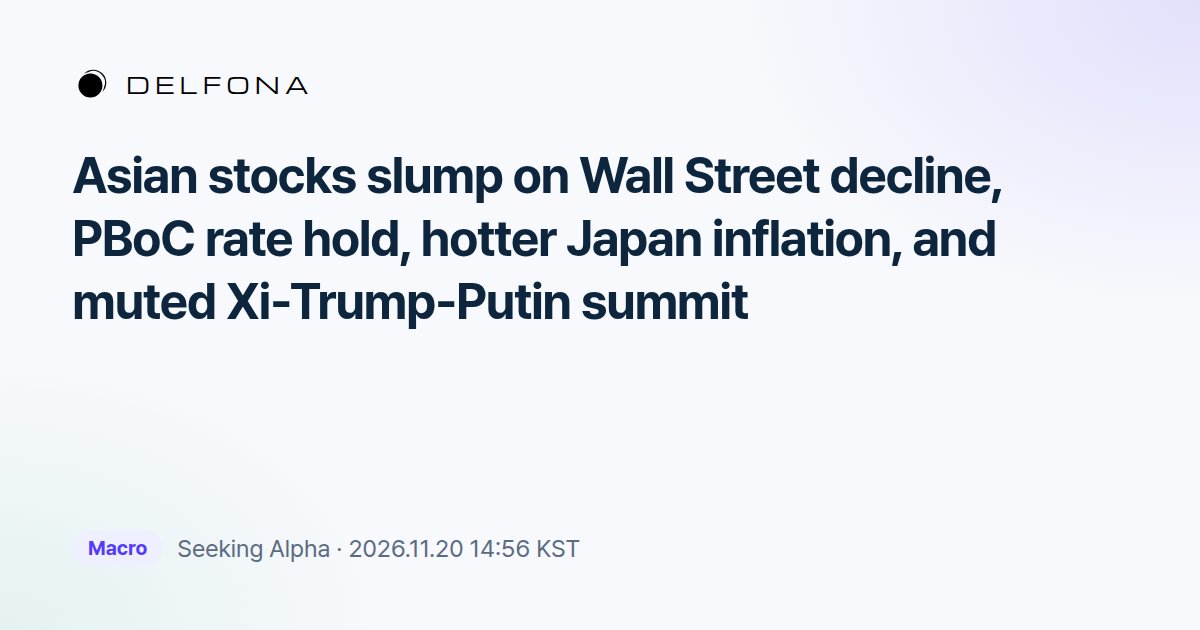 DELFONA
Asian stocks slump on Wall Street decline,
PBoC rate hold, hotter Japan inflation, and
muted Xi-Trump-Putin summit
Macro Seeking Alpha · 2026.11.20 14:56 KST